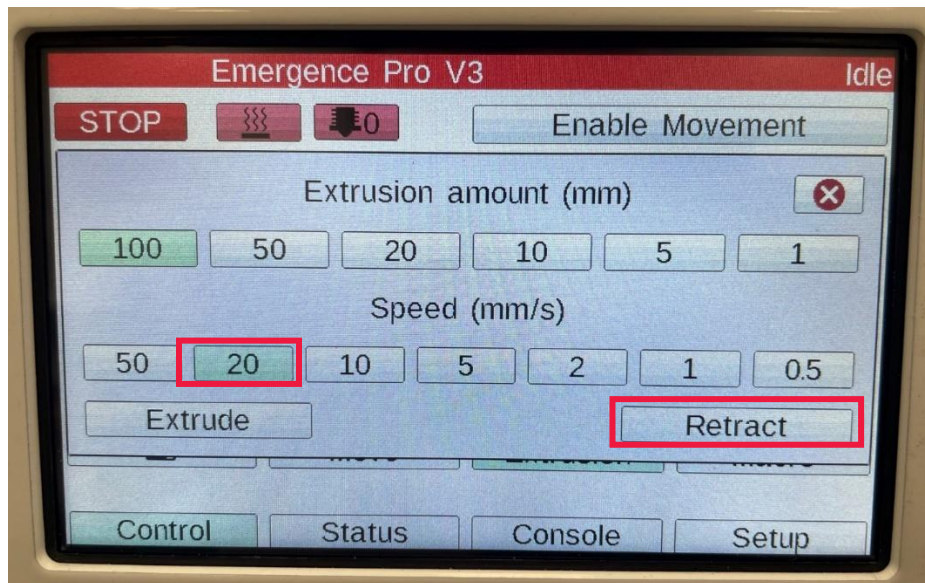 Emergence Pro V3 Idle
STOP 0 Enable Movement
Extrusion amount (mm)
100 50 20 10 5 1
Speed (mm/s)
50 20 10 5 2 1 0.5
Extrude Retract
Control Status Console Setup